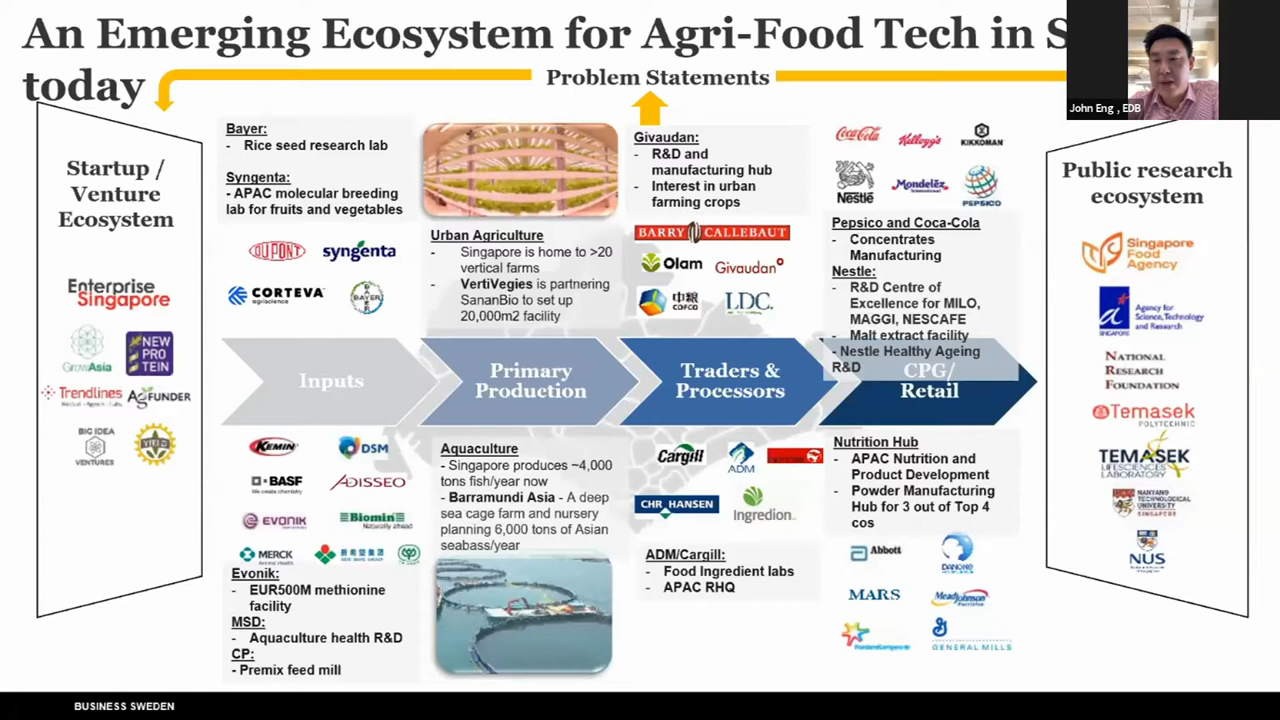 An Emerging Ecosystem for Agri-Food Tech in S
today
Problem Statements
John Eng , EDB
Startup /
Venture
Ecosystem
Enterprise
Singapore
GrowAsia
NEW
PRO
TEIN
Trendlines
AgFUNDER
BIG IDEA
VENTURES
Bayer:
- Rice seed research lab
Syngenta:
- APAC molecular breeding
lab for fruits and vegetables
DUPONT
syngenta
CORTEVA
agriscience
BAYER
Inputs
KEMIN
DSM
BASF
We create chemistry
ADISSEO
EVONIK
Biomin
Naturally ahead
MERCK
Animal Health
Evonik:
- EUR500M methionine
facility
MSD:
- Aquaculture health R&D
CP:
- Premix feed mill
Urban Agriculture
- Singapore is home to >20
vertical farms
- VertiVegies is partnering
SananBio to set up
20,000m2 facility
Primary
Production
Aquaculture
- Singapore produces ~4,000
tons fish/year now
- Barramundi Asia - A deep
sea cage farm and nursery
planning 6,000 tons of Asian
seabass/year
Givaudan:
- R&D and
manufacturing hub
- Interest in urban
farming crops
BARRY CALLEBAUT
Olam
Givaudan
中粮
COFCO
LDC.
Traders &
Processors
Cargill
ADM
CHR HANSEN
Ingredion
ADM/Cargill:
- Food Ingredient labs
- APAC RHQ
Coca-Cola
Kellogg's
KIKKOMAN
Nestlē
Mondelēz
International
PEPSICO
Pepsico and Coca-Cola
- Concentrates
Manufacturing
Nestle:
- R&D Centre of
Excellence for MILO,
MAGGI, NESCAFE
- Malt extract facility
- Nestle Healthy Ageing
R&D
CPG/
Retail
Nutrition Hub
- APAC Nutrition and
Product Development
- Powder Manufacturing
Hub for 3 out of Top 4
cos
Abbott
DANONE
MARS
MeadJohnson
Nutrition
FrieslandCampina
GENERAL MILLS
Public research
ecosystem
Singapore
Food
Agency
Agency for
Science, Technology
and Research
SINGAPORE
NATIONAL
RESEARCH
FOUNDATION
Temasek
POLYTECHNIC
TEMASEK
LIFESCIENCES
LABORATORY
NANYANG
TECHNOLOGICAL
UNIVERSITY
SINGAPORE
NUS
BUSINESS SWEDEN